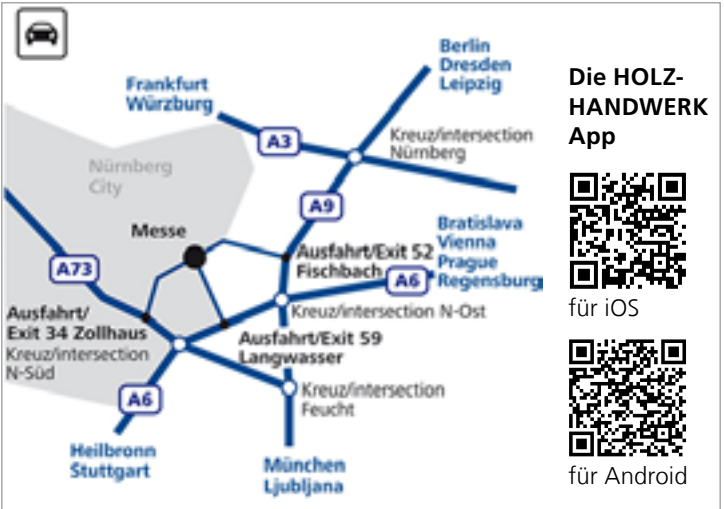 Berlin
Dresden
Leipzig
Frankfurt
Würzburg
A3
Kreuz/intersection
Nürnberg
Nürnberg
City
A9
Messe
Bratislava
Vienna
Prague
Regensburg
Ausfahrt/Exit 52
Fischbach
A73
A6
Kreuz/intersection N-Ost
Ausfahrt/
Exit 34 Zollhaus
Kreuz/intersection
N-Süd
Ausfahrt/Exit 59
Langwasser
A6
Kreuz/intersection
Feucht
Heilbronn
Stuttgart
München
Ljubljana
Die HOLZ-
HANDWERK
App
für iOS
für Android